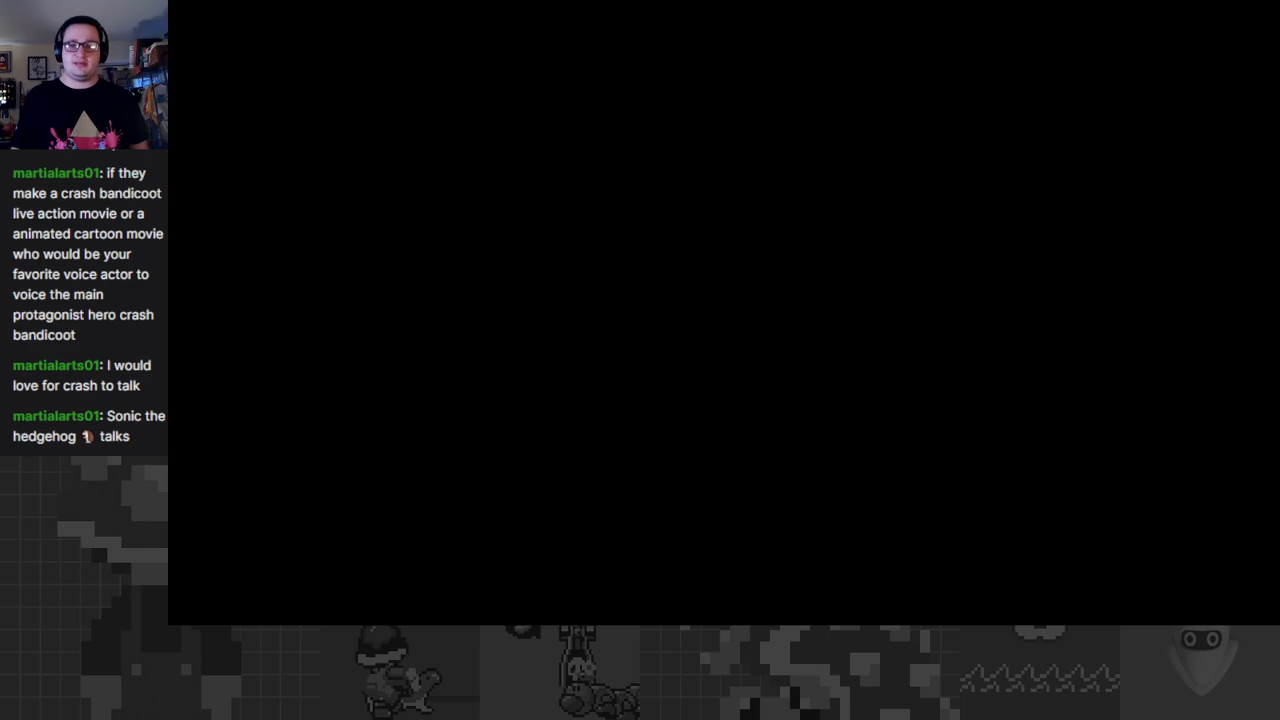 martialarts01: if they
make a crash bandicoot
live action movie or a
animated cartoon movie
who would be your
favorite voice actor to
voice the main
protagonist hero crash
bandicoot
martialarts01: I would
love for crash to talk
martialarts01: Sonic the
hedgehog 🦔 talks